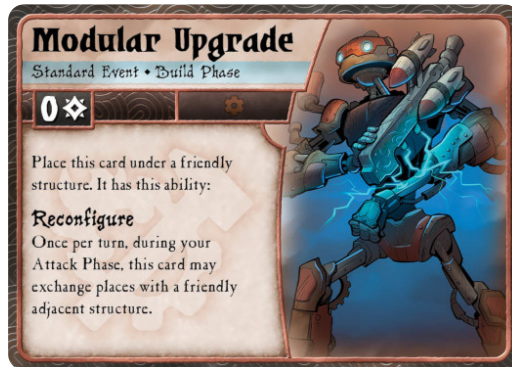 Modular Upgrade
Standard Event • Build Phase
0
Place this card under a friendly
structure. It has this ability:
Reconfigure
Once per turn, during your
Attack Phase, this card may
exchange places with a friendly
adjacent structure.